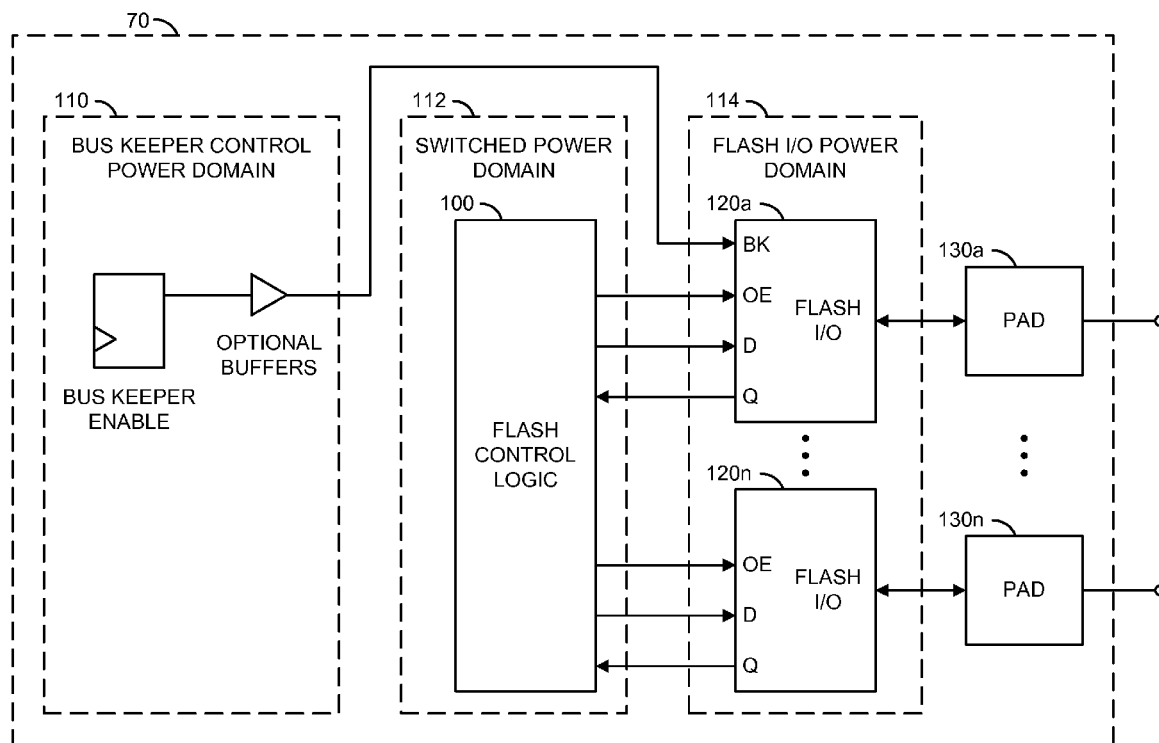 70
110
BUS KEEPER CONTROL
POWER DOMAIN
BUS KEEPER
ENABLE
OPTIONAL
BUFFERS
112
SWITCHED POWER
DOMAIN
100
FLASH
CONTROL
LOGIC
114
FLASH I/O POWER
DOMAIN
120a
BK
OE
D
Q
FLASH
I/O
120n
OE
D
Q
FLASH
I/O
130a
PAD
130n
PAD